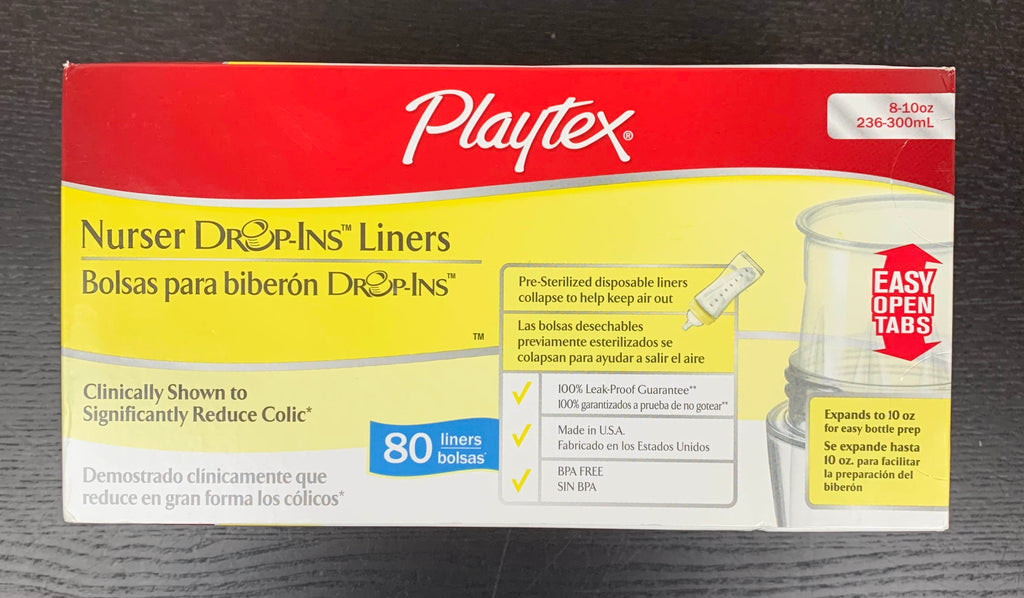 Playtex®
8-10oz
236-300mL
Nurser DROP-INS™ Liners
Bolsas para biberón DROP-INS™
™
Clinically Shown to
Significantly Reduce Colic*
Demostrado clínicamente que
reduce en gran forma los cólicos*
80 liners
bolsas
Pre-Sterilized disposable liners
collapse to help keep air out
Las bolsas desechables
previamente esterilizados se
colapsan para ayudar a salir el aire
100% Leak-Proof Guarantee**
100% garantizados a prueba de no gotear**
Made in U.S.A.
Fabricado en los Estados Unidos
BPA FREE
SIN BPA
EASY
OPEN
TABS
Expands to 10 oz
for easy bottle prep
Se expande hasta
10 oz. para facilitar
la preparación del
biberón